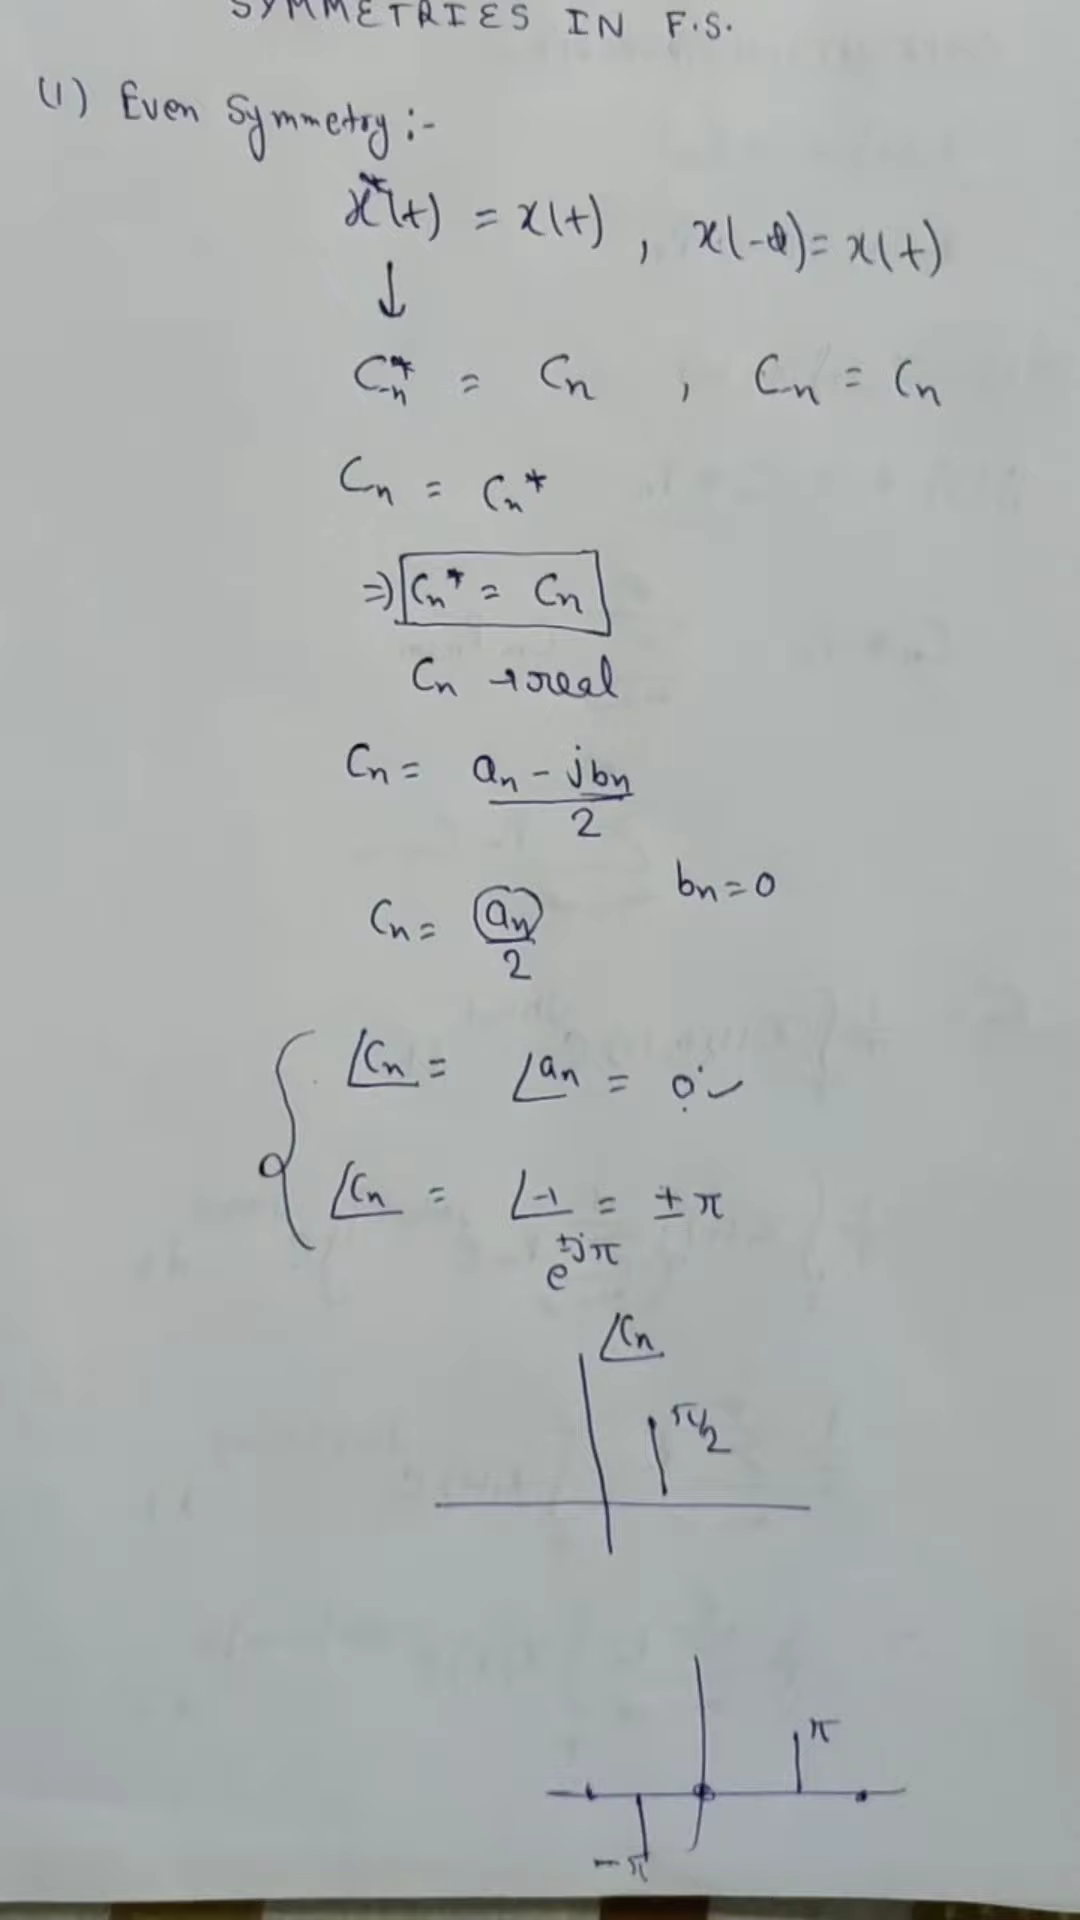 SYMMETRIES IN F.S.
(1) Even Symmetry :-
x*(t) = x(t) , x(-t) = x(t)
↓
C-n* = Cn , C-n = Cn
Cn = Cn*
⇒ Cn* = Cn
Cn → real
Cn = (an - jbn)/2
bn = 0
Cn = an/2
∠Cn = ∠an = 0°
∠Cn = ∠-1 = ±π
e^±jπ
∠Cn
π/2
π
-π